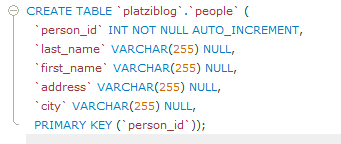 CREATE TABLE `platziblog`.`people` (
`person_id` INT NOT NULL AUTO_INCREMENT,
`last_name` VARCHAR(255) NULL,
`first_name` VARCHAR(255) NULL,
`address` VARCHAR(255) NULL,
`city` VARCHAR(255) NULL,
PRIMARY KEY (`person_id`));